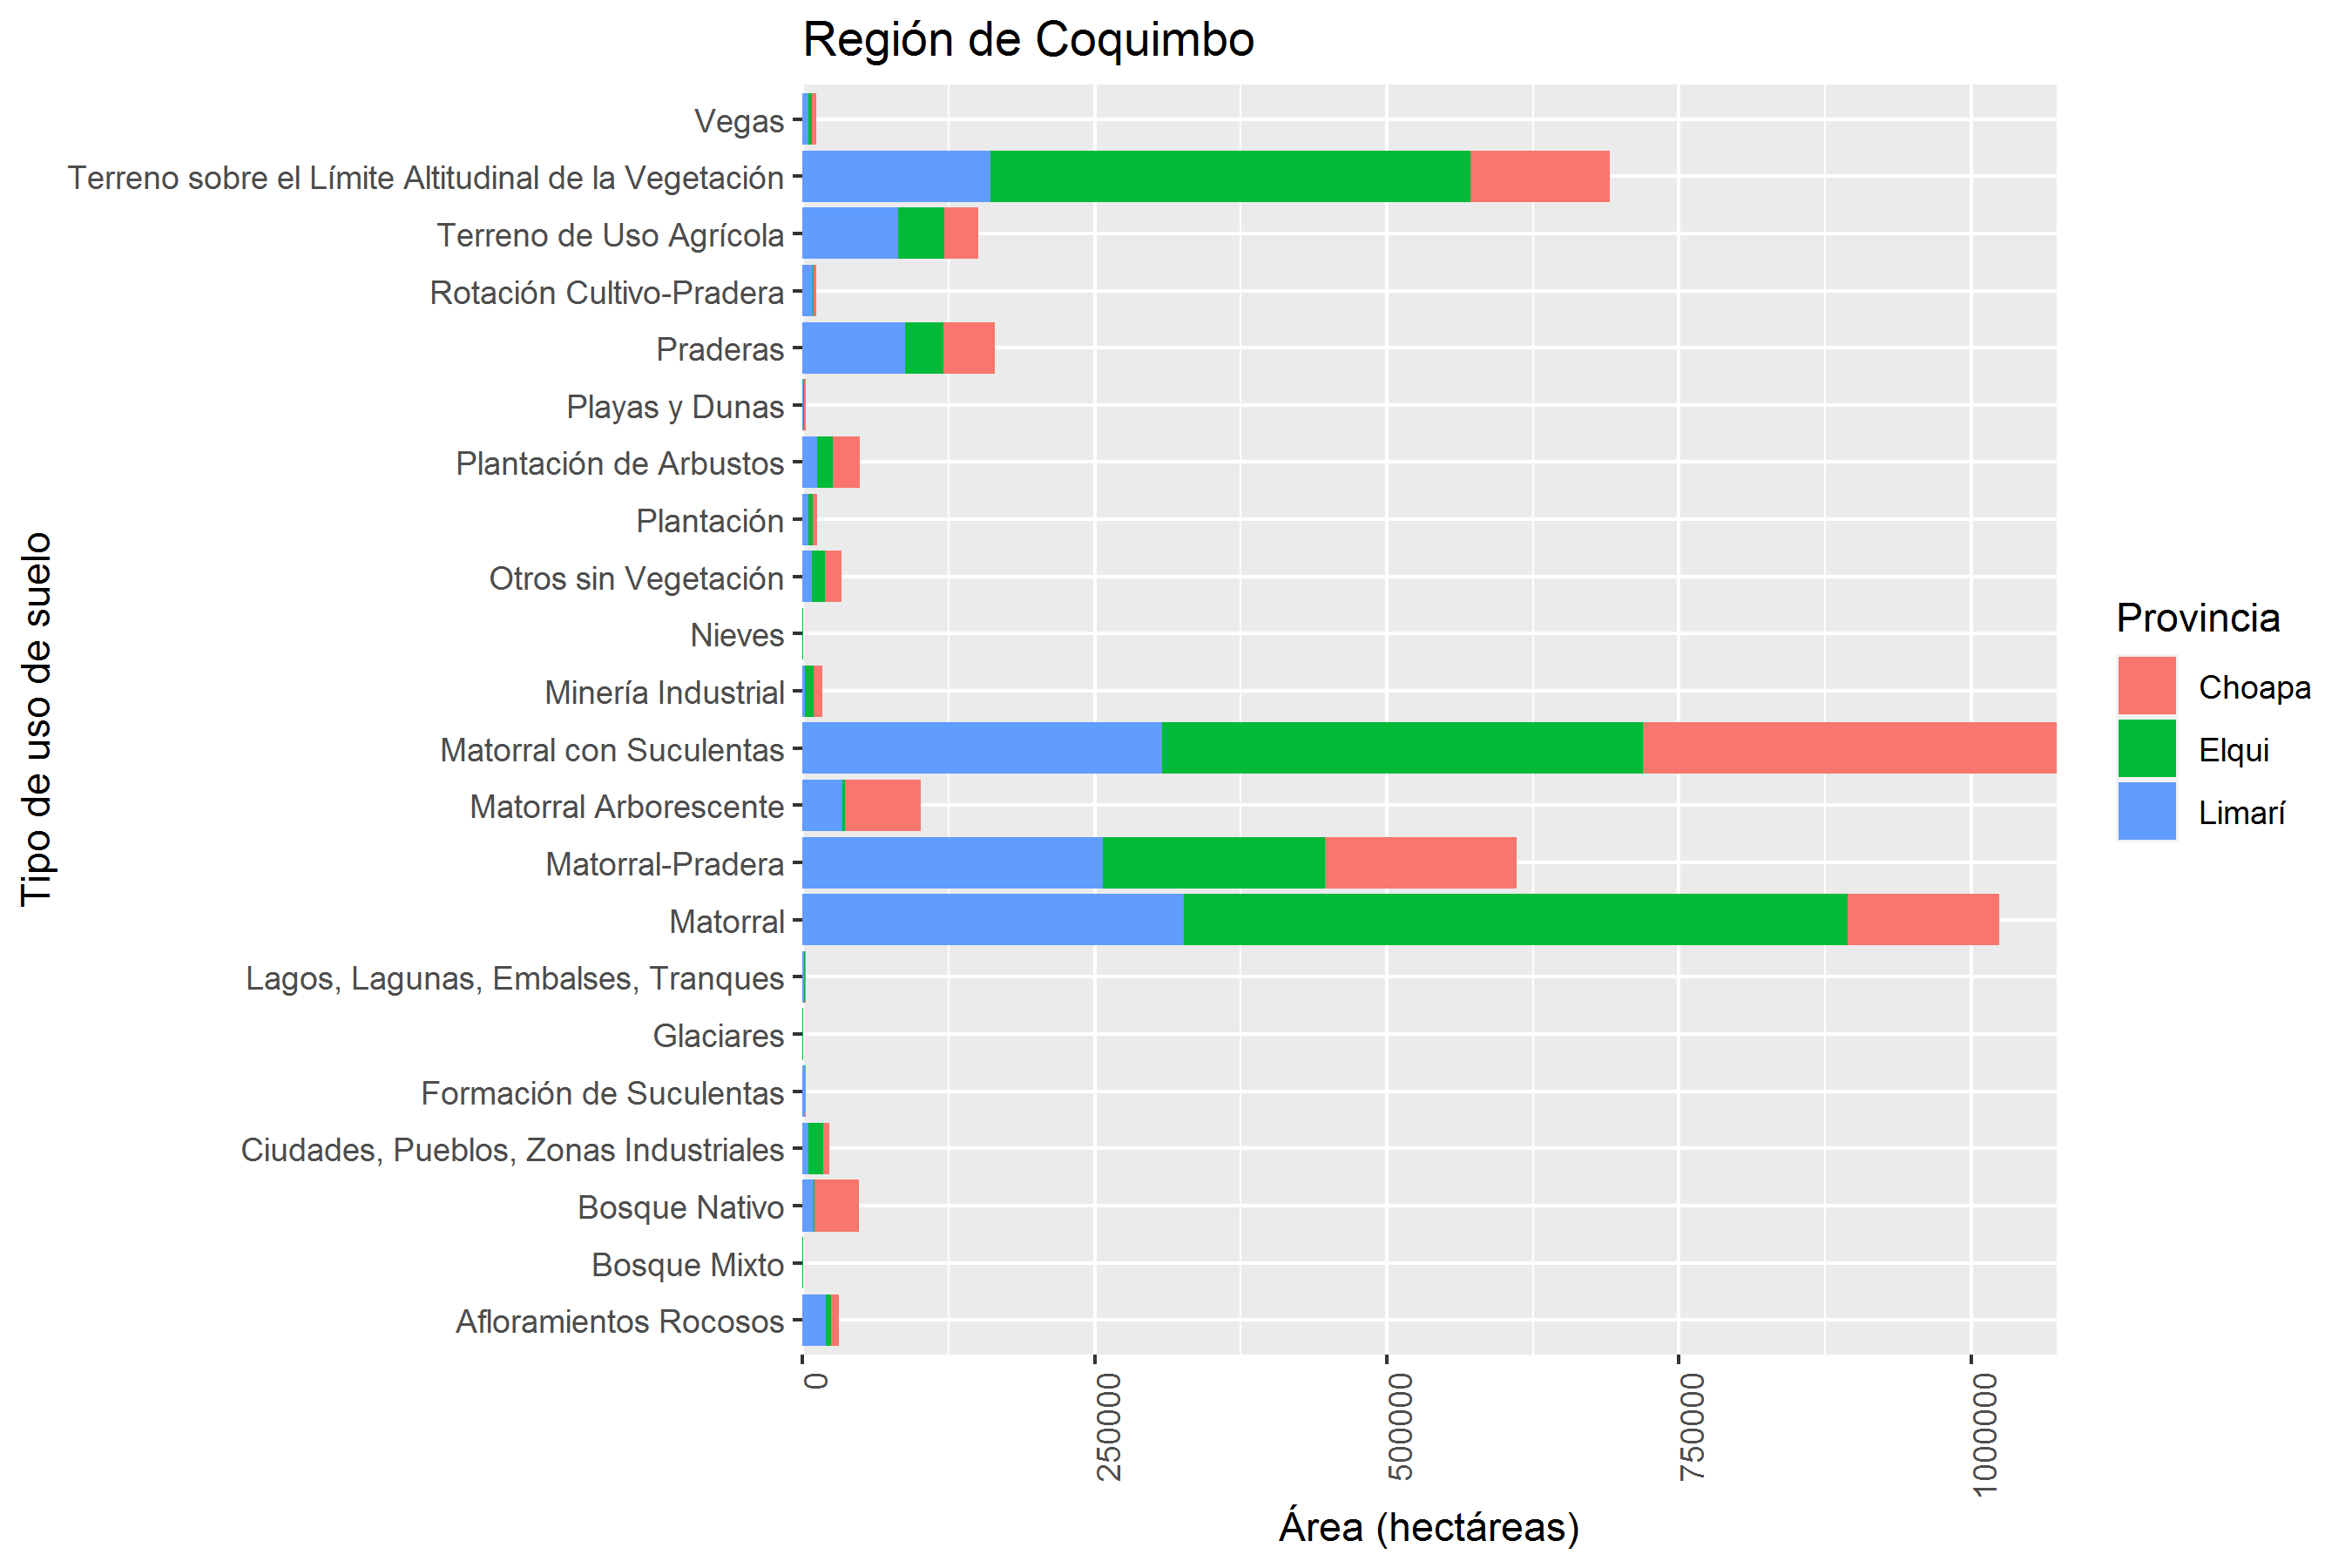 Región de Coquimbo
Vegas
Terreno sobre el Límite Altitudinal de la Vegetación
Terreno de Uso Agrícola
Rotación Cultivo-Pradera
Praderas
Playas y Dunas
Plantación de Arbustos
Plantación
Otros sin Vegetación
Nieves
Minería Industrial
Matorral con Suculentas
Matorral Arborescente
Matorral-Pradera
Matorral
Lagos, Lagunas, Embalses, Tranques
Glaciares
Formación de Suculentas
Ciudades, Pueblos, Zonas Industriales
Bosque Nativo
Bosque Mixto
Afloramientos Rocosos
Tipo de uso de suelo
0
250000
500000
750000
1000000
Área (hectáreas)
Provincia
Choapa
Elqui
Limarí